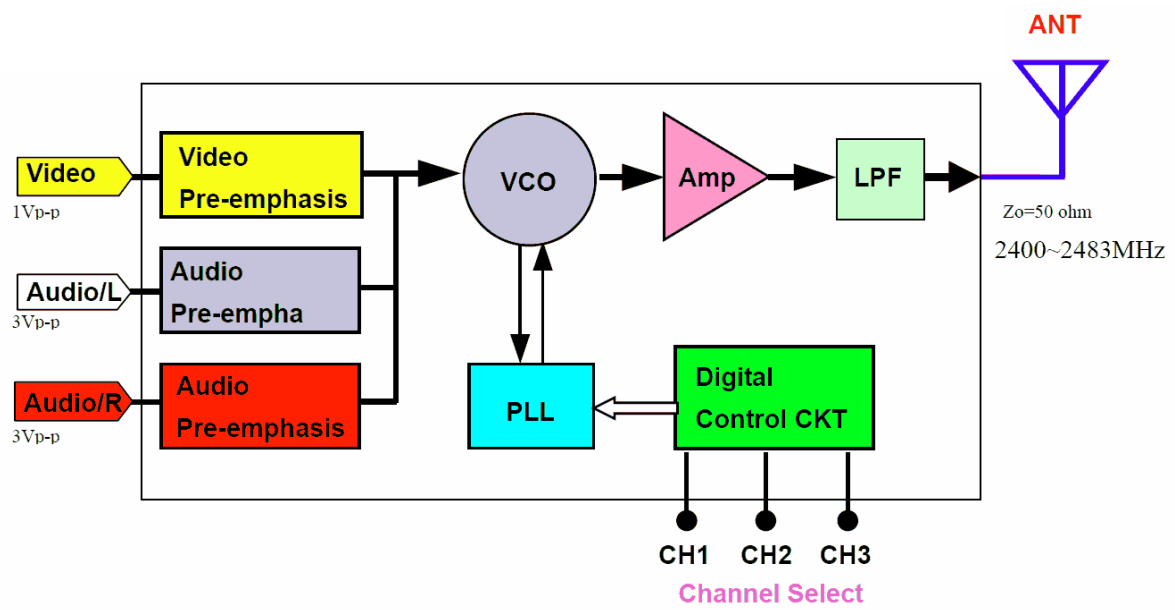 ANT
Video
1Vp-p
Video
Pre-emphasis
VCO
Amp
LPF
Zo=50 ohm
2400~2483MHz
Audio/L
3Vp-p
Audio
Pre-empha
Audio/R
3Vp-p
Audio
Pre-emphasis
PLL
Digital
Control CKT
CH1 CH2 CH3
Channel Select